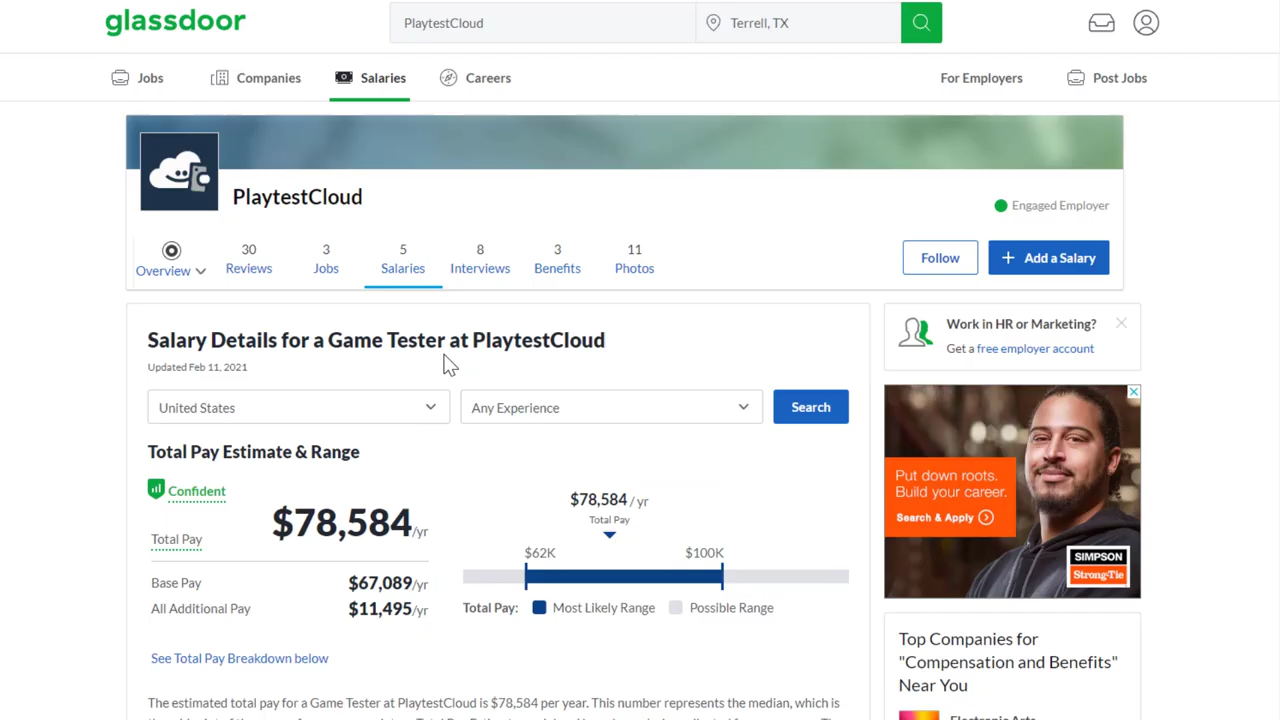 glassdoor
PlaytestCloud
Terrell, TX
Jobs
Companies
Salaries
Careers
For Employers
Post Jobs
PlaytestCloud
Engaged Employer
Overview
30
Reviews
3
Jobs
5
Salaries
8
Interviews
3
Benefits
11
Photos
Follow
+ Add a Salary
Salary Details for a Game Tester at PlaytestCloud
Updated Feb 11, 2021
United States
Any Experience
Search
Total Pay Estimate & Range
Confident
Total Pay
$78,584/yr
Base Pay
$67,089/yr
All Additional Pay
$11,495/yr
$78,584 / yr
Total Pay
$62K
$100K
Total Pay:
Most Likely Range
Possible Range
See Total Pay Breakdown below
The estimated total pay for a Game Tester at PlaytestCloud is $78,584 per year. This number represents the median, which is
Work in HR or Marketing?
Get a free employer account
Put down roots.
Build your career.
Search & Apply
SIMPSON
Strong-Tie
Top Companies for
"Compensation and Benefits"
Near You
Electronic Arts